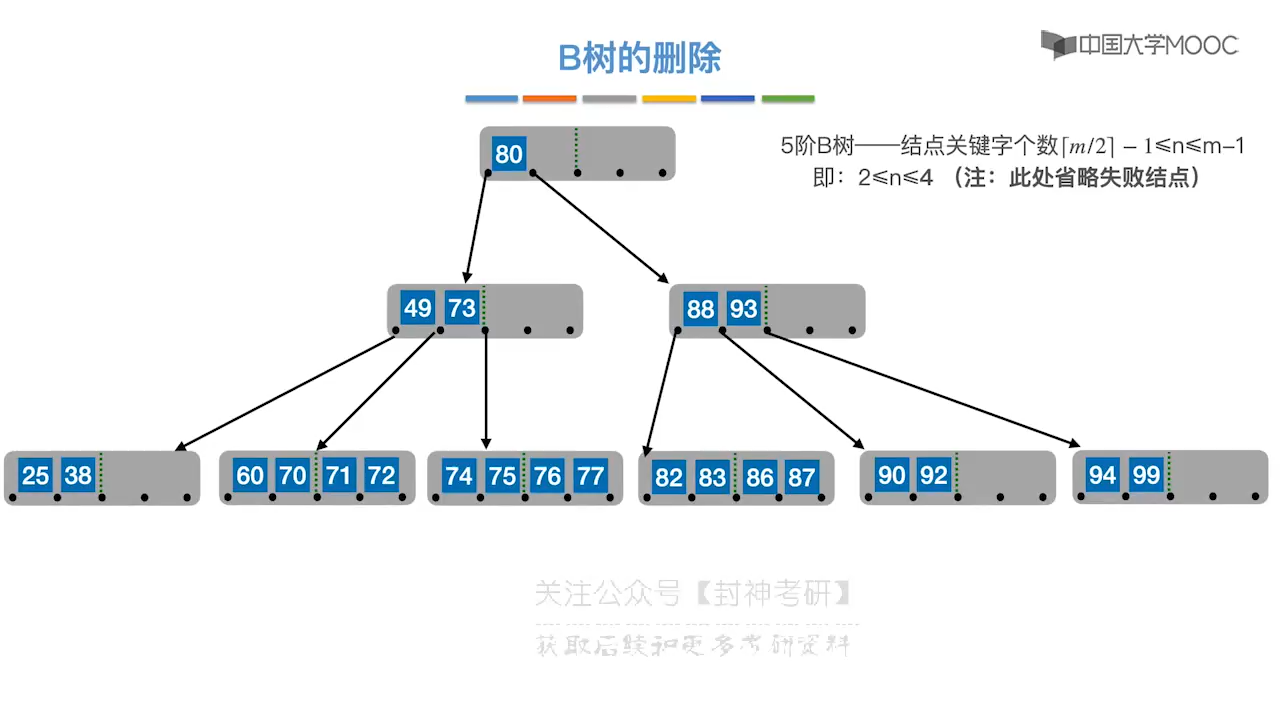 B树的删除
中国大学MOOC
5阶B树——结点关键字个数⌈m/2⌉ − 1≤n≤m–1
即：2≤n≤4 （注：此处省略失败结点）
80
49 73
88 93
25 38
60 70 71 72
74 75 76 77
82 83 86 87
90 92
94 99
关注公众号【封神考研】
获取后续和更多考研资料